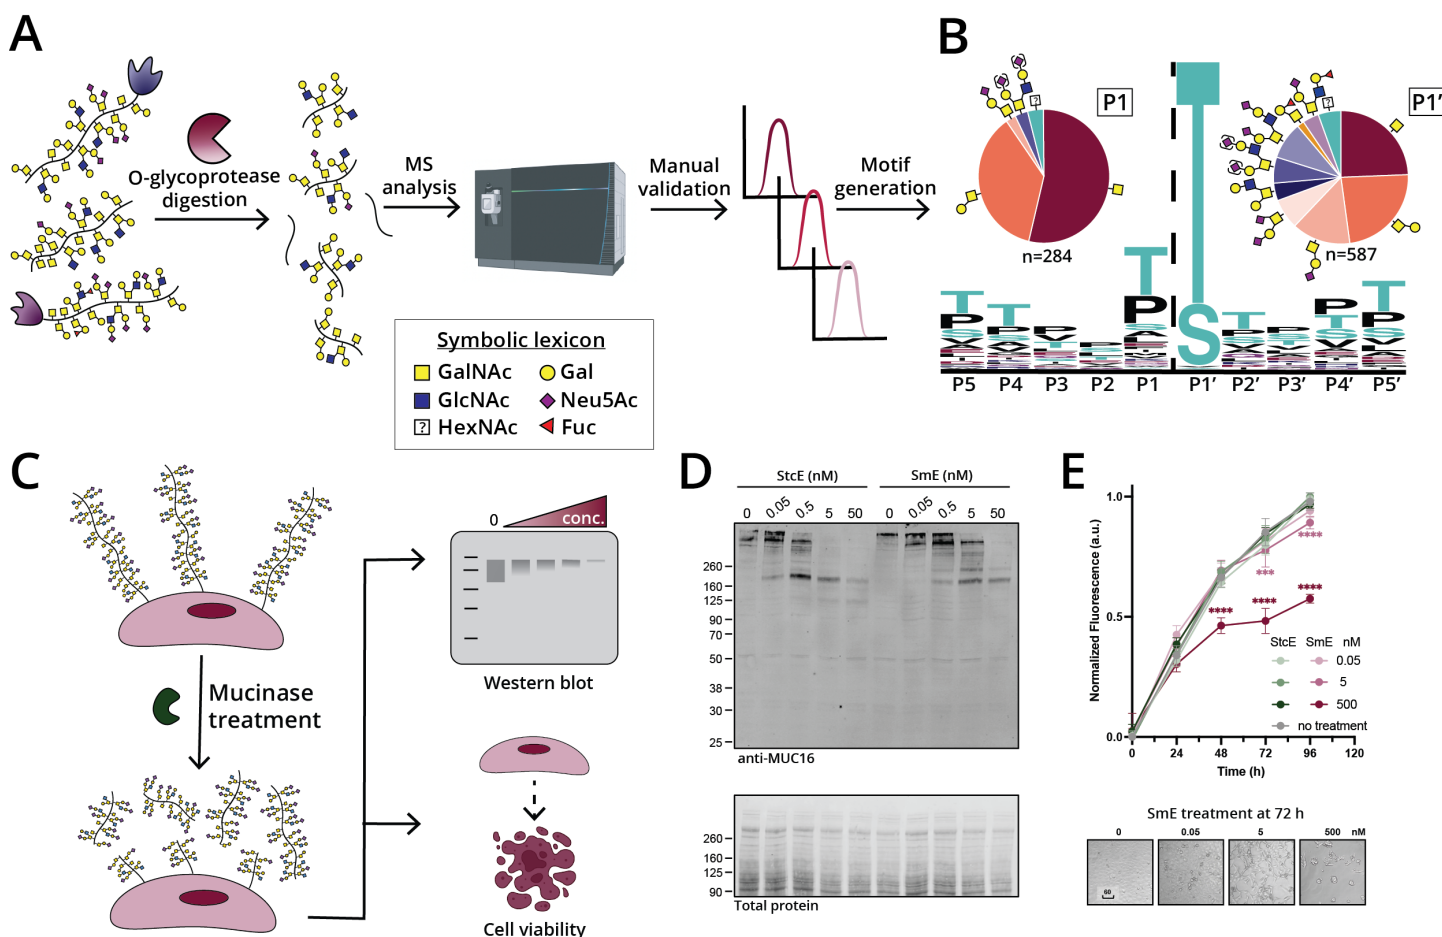 A
O-glycoprotease
digestion
MS
analysis
Manual
validation
Motif
generation
Symbolic lexicon
GalNAc
Gal
GlcNAc
Neu5Ac
? HexNAc
Fuc
B
P1
?
n=284
P1'
?
n=587
T
P
S
T
P
T
P
S
T
S
T
P
T
S
T
P
S
P5 P4 P3 P2 P1 P1' P2' P3' P4' P5'
C
Mucinase
treatment
0
conc.
Western blot
Cell viability
D
StcE (nM) SmE (nM)
0 0.05 0.5 5 50 0 0.05 0.5 5 50
260
160
125
90
70
50
38
30
25
anti-MUC16
260
160
125
90
Total protein
E
Normalized Fluorescence (a.u.)
1.0
0.5
0.0
0 24 48 72 96 120
Time (h)
****
***
****
****
****
StcE SmE nM
0.05
5
500
no treatment
SmE treatment at 72 h
0 0.05 5 500 nM
60